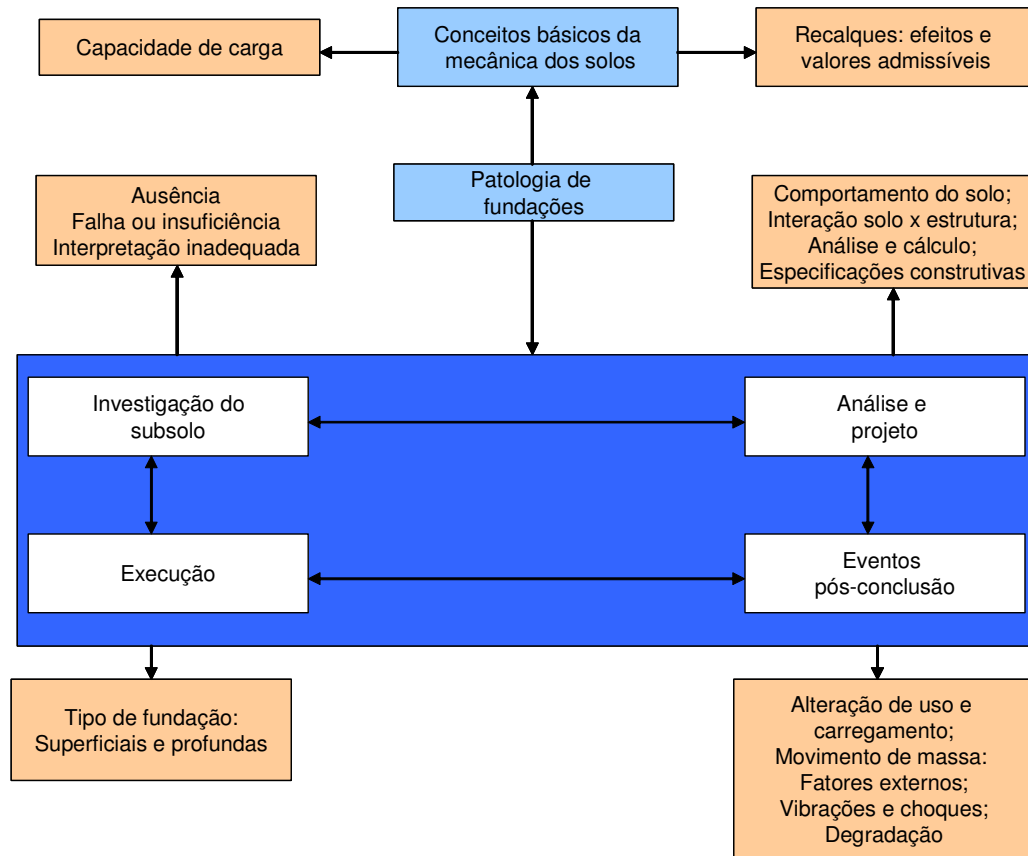 Capacidade de carga
Conceitos básicos da
mecânica dos solos
Recalques: efeitos e
valores admissíveis
Ausência
Falha ou insuficiência
Interpretação inadequada
Patologia de
fundações
Comportamento do solo;
Interação solo x estrutura;
Análise e cálculo;
Especificações construtivas
Investigação do
subsolo
Análise e
projeto
Execução
Eventos
pós-conclusão
Tipo de fundação:
Superficiais e profundas
Alteração de uso e
carregamento;
Movimento de massa:
Fatores externos;
Vibrações e choques;
Degradação